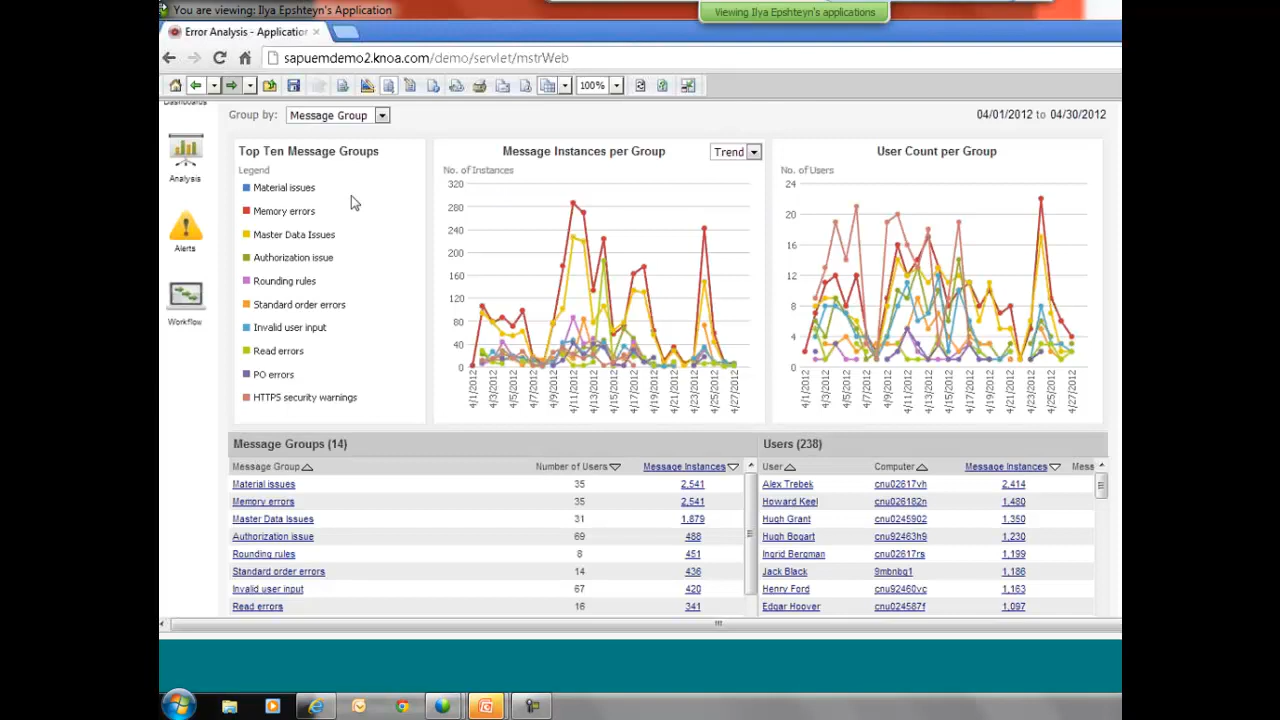 You are viewing: Ilya Epshteyn's Application
Viewing Ilya Epshteyn's applications
Error Analysis - Application
sapuemdemo2.knoa.com/demo/servlet/mstrWeb
100%
Dashboards
Analysis
Alerts
Workflow
Group by: Message Group
04/01/2012 to 04/30/2012
Top Ten Message Groups
Legend
Material issues
Memory errors
Master Data Issues
Authorization issue
Rounding rules
Standard order errors
Invalid user input
Read errors
PO errors
HTTPS security warnings
Message Instances per Group
Trend
No. of Instances
320
280
240
200
160
120
80
40
0
4/1/2012
4/3/2012
4/5/2012
4/7/2012
4/9/2012
4/11/2012
4/13/2012
4/15/2012
4/17/2012
4/19/2012
4/21/2012
4/23/2012
4/25/2012
4/27/2012
User Count per Group
No. of Users
24
20
16
12
8
4
0
4/1/2012
4/3/2012
4/5/2012
4/7/2012
4/9/2012
4/11/2012
4/13/2012
4/15/2012
4/17/2012
4/19/2012
4/21/2012
4/23/2012
4/25/2012
4/27/2012
Message Groups (14)
Message Group Number of Users Message Instances
Material issues 35 2,541
Memory errors 35 2,541
Master Data Issues 31 1,879
Authorization issue 69 488
Rounding rules 8 451
Standard order errors 14 436
Invalid user input 67 420
Read errors 16 341
Users (238)
User Computer Message Instances Mess
Alex Trebek cnu02617vh 2,414
Howard Keel cnu026182n 1,480
Hugh Grant cnu0245902 1,350
Hugh Bogart cnu92463h9 1,230
Ingrid Bergman cnu02617rs 1,199
Jack Black 9mbnbg1 1,186
Henry Ford cnu92460vc 1,163
Edgar Hoover cnu024587f 1,097